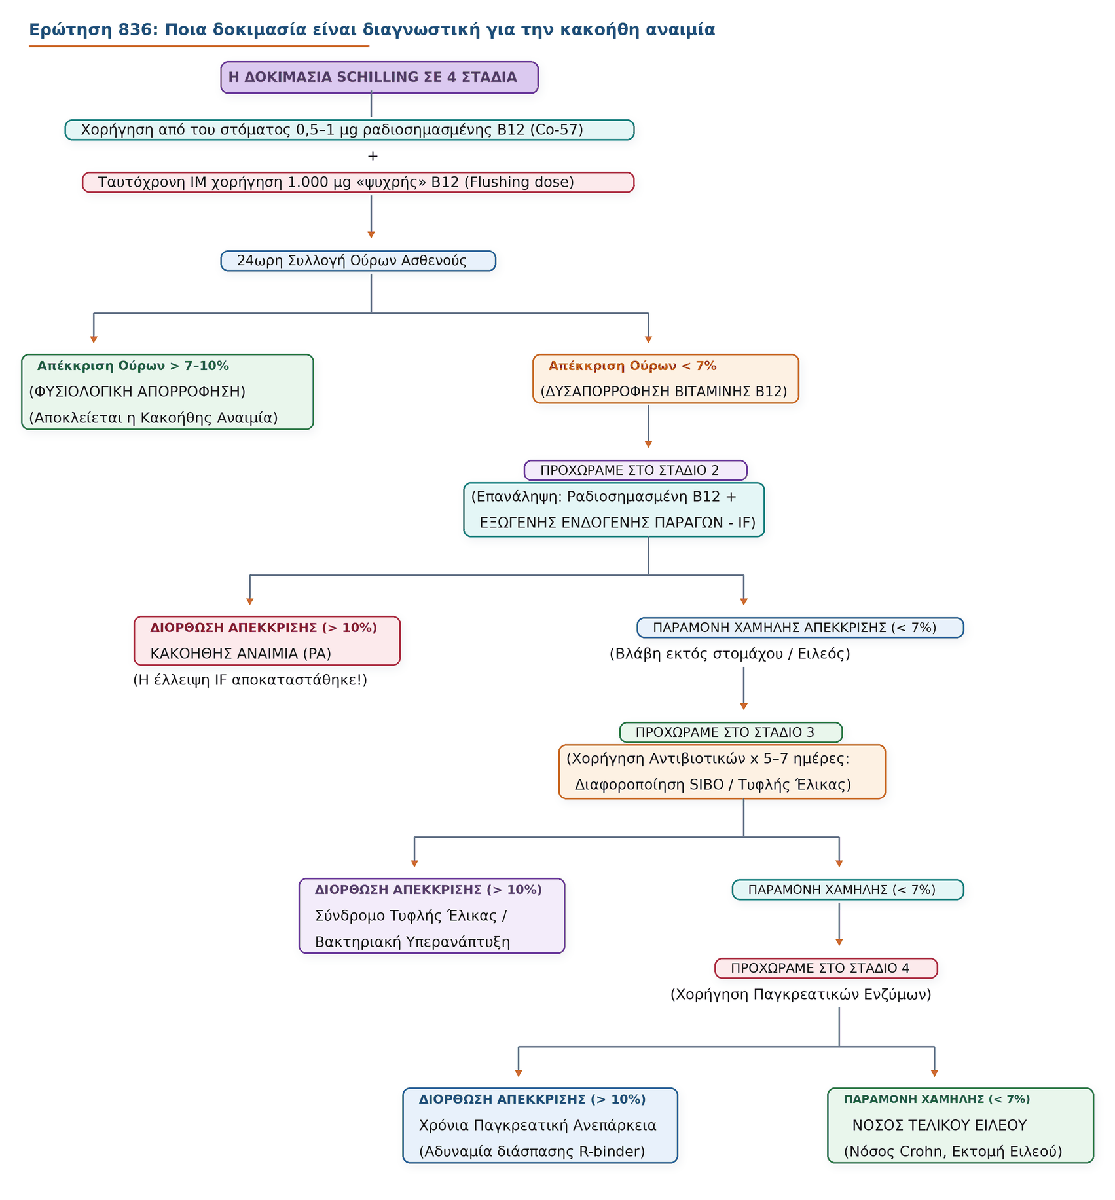 Ερώτηση 836: Ποια δοκιμασία είναι διαγνωστική για την κακοήθη αναιμία
Η ΔΟΚΙΜΑΣΙΑ SCHILLING ΣΕ 4 ΣΤΑΔΙΑ
Χορήγηση από του στόματος 0,5–1 μg ραδιοσημασμένης B12 (Co-57)
+
Ταυτόχρονη IM χορήγηση 1.000 μg «ψυχρής» B12 (Flushing dose)
24ωρη Συλλογή Ούρων Ασθενούς
Απέκκριση Ούρων > 7–10%
(ΦΥΣΙΟΛΟΓΙΚΗ ΑΠΟΡΡΟΦΗΣΗ)
(Αποκλείεται η Κακοήθης Αναιμία)
Απέκκριση Ούρων < 7%
(ΔΥΣΑΠΟΡΡΟΦΗΣΗ ΒΙΤΑΜΙΝΗΣ B12)
ΠΡΟΧΩΡΑΜΕ ΣΤΟ ΣΤΑΔΙΟ 2
(Επανάληψη: Ραδιοσημασμένη B12 +
ΕΞΩΓΕΝΗΣ ΕΝΔΟΓΕΝΗΣ ΠΑΡΑΓΩΝ - IF)
ΔΙΟΡΘΩΣΗ ΑΠΕΚΚΡΙΣΗΣ (> 10%)
ΚΑΚΟΗΘΗΣ ΑΝΑΙΜΙΑ (PA)
(Η έλλειψη IF αποκαταστάθηκε!)
ΠΑΡΑΜΟΝΗ ΧΑΜΗΛΗΣ ΑΠΕΚΚΡΙΣΗΣ (< 7%)
(Βλάβη εκτός στομάχου / Ειλεός)
ΠΡΟΧΩΡΑΜΕ ΣΤΟ ΣΤΑΔΙΟ 3
(Χορήγηση Αντιβιοτικών x 5–7 ημέρες:
Διαφοροποίηση SIBO / Τυφλής Έλικας)
ΔΙΟΡΘΩΣΗ ΑΠΕΚΚΡΙΣΗΣ (> 10%)
Σύνδρομο Τυφλής Έλικας /
Βακτηριακή Υπερανάπτυξη
ΠΑΡΑΜΟΝΗ ΧΑΜΗΛΗΣ (< 7%)
ΠΡΟΧΩΡΑΜΕ ΣΤΟ ΣΤΑΔΙΟ 4
(Χορήγηση Παγκρεατικών Ενζύμων)
ΔΙΟΡΘΩΣΗ ΑΠΕΚΚΡΙΣΗΣ (> 10%)
Χρόνια Παγκρεατική Ανεπάρκεια
(Αδυναμία διάσπασης R-binder)
ΠΑΡΑΜΟΝΗ ΧΑΜΗΛΗΣ (< 7%)
ΝΟΣΟΣ ΤΕΛΙΚΟΥ ΕΙΛΕΟΥ
(Νόσος Crohn, Εκτομή Ειλεού)